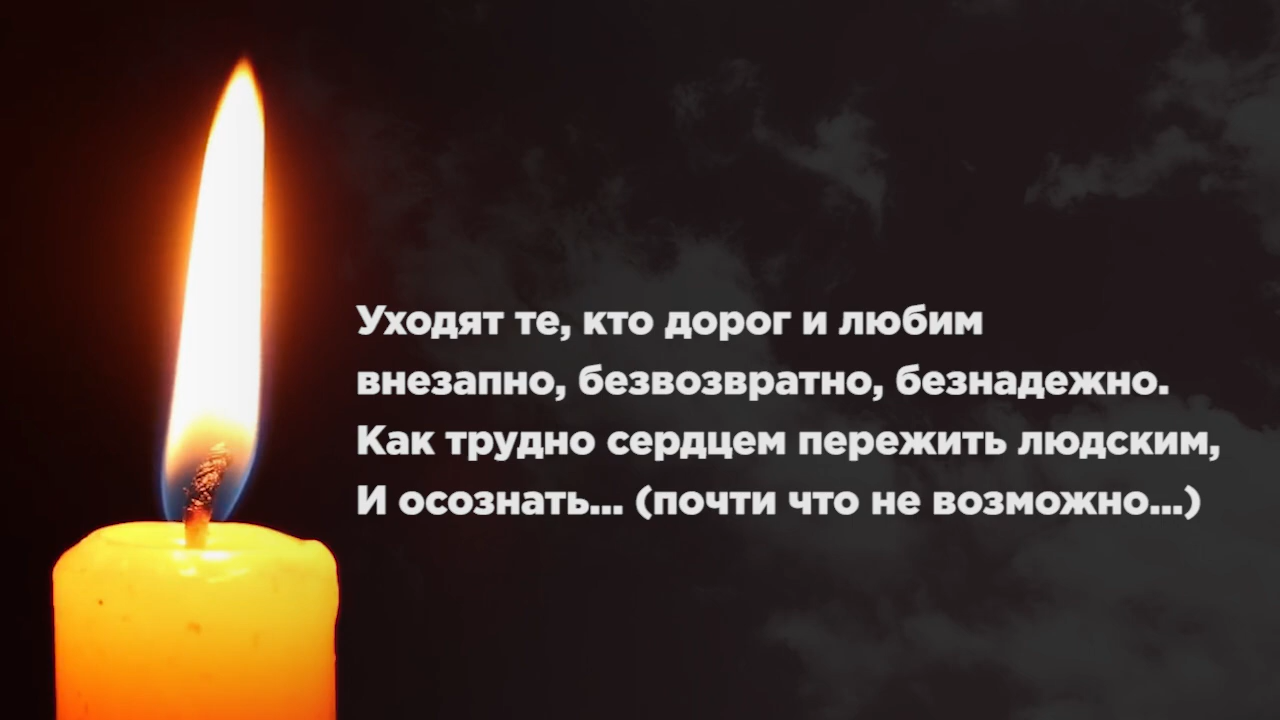 Уходят те, кто дорог и любим
внезапно, безвозвратно, безнадежно.
Как трудно сердцем пережить людским,
И осознать... (почти что не возможно...)